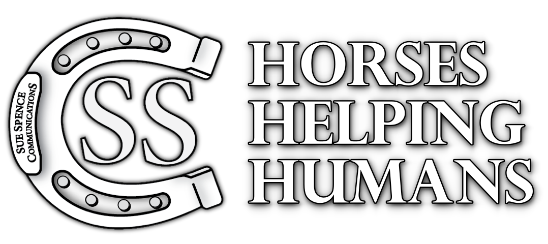 SUE SPENCE
COMMUNICATIONS
SS
HORSES
HELPING
HUMANS